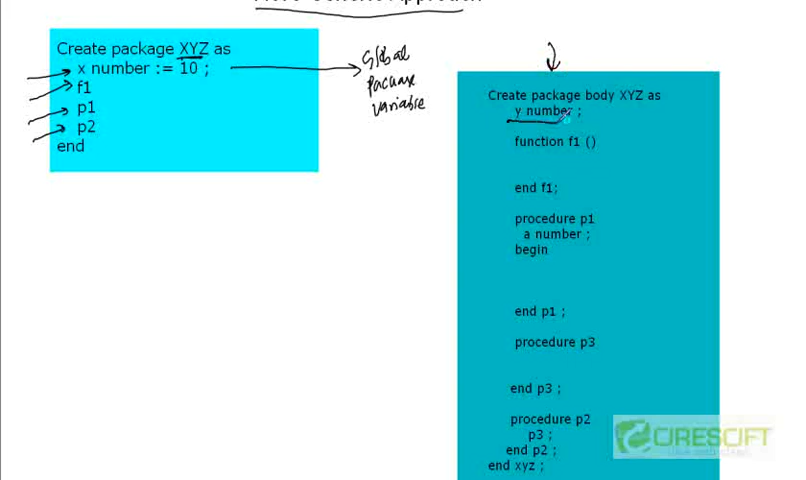 Create package XYZ as
x number := 10 ;
f1
p1
p2
end
Global
Package
Variable
Create package body XYZ as
y number ;
function f1 ()
end f1;
procedure p1
a number ;
begin
end p1 ;
procedure p3
end p3 ;
procedure p2
p3 ;
end p2 ;
end xyz ;